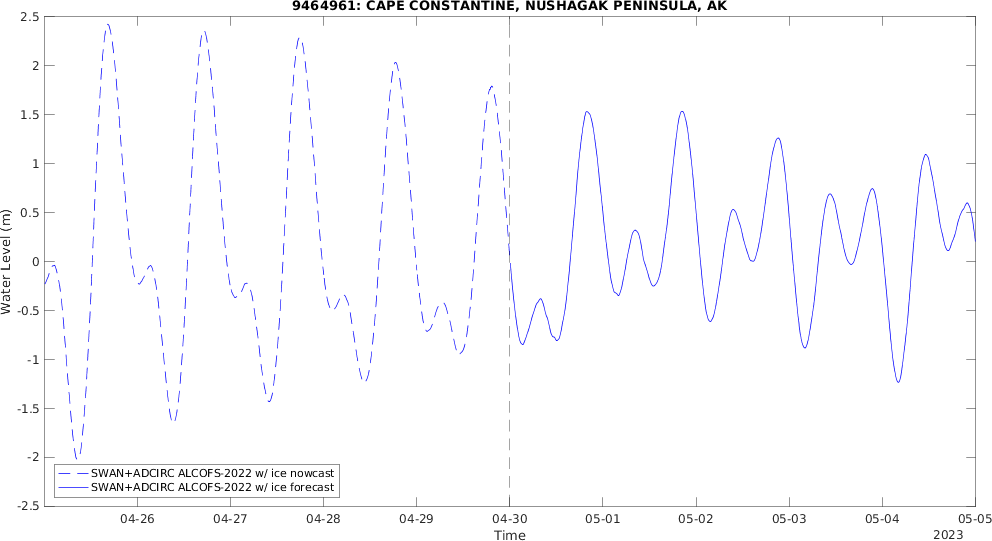 9464961: CAPE CONSTANTINE, NUSHAGAK PENINSULA, AK
2.5
2
1.5
1
0.5
0
-0.5
-1
-1.5
-2
-2.5
Water Level (m)
SWAN+ADCIRC ALCOFS-2022 w/ ice nowcast
SWAN+ADCIRC ALCOFS-2022 w/ ice forecast
04-26 04-27 04-28 04-29 04-30 05-01 05-02 05-03 05-04 05-05
Time
2023